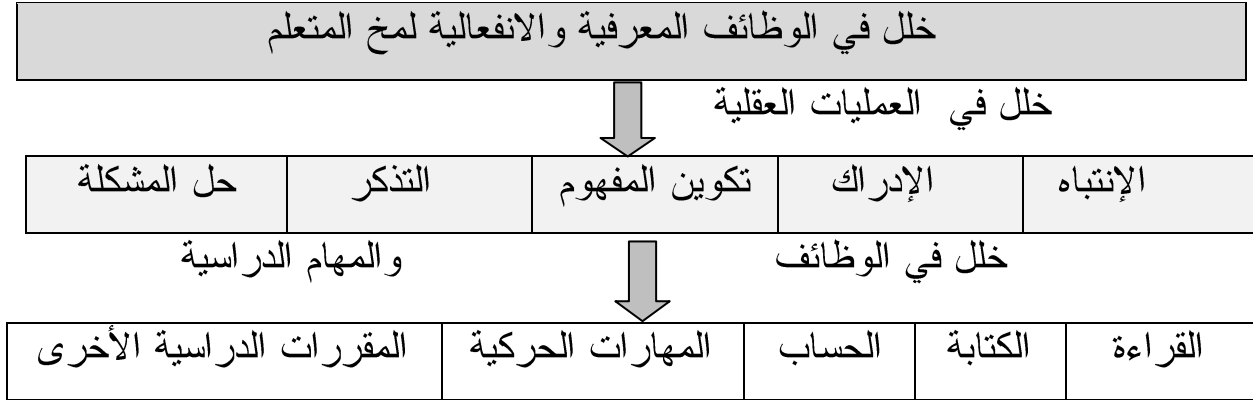 خلل في الوظائف المعرفية والانفعالية لمخ المتعلم
خلل في العمليات العقلية
الإنتباه الإدراك تكوين المفهوم التذكر حل المشكلة
خلل في الوظائف والمهام الدراسية
القراءة الكتابة الحساب المهارات الحركية المقررات الدراسية الأخرى